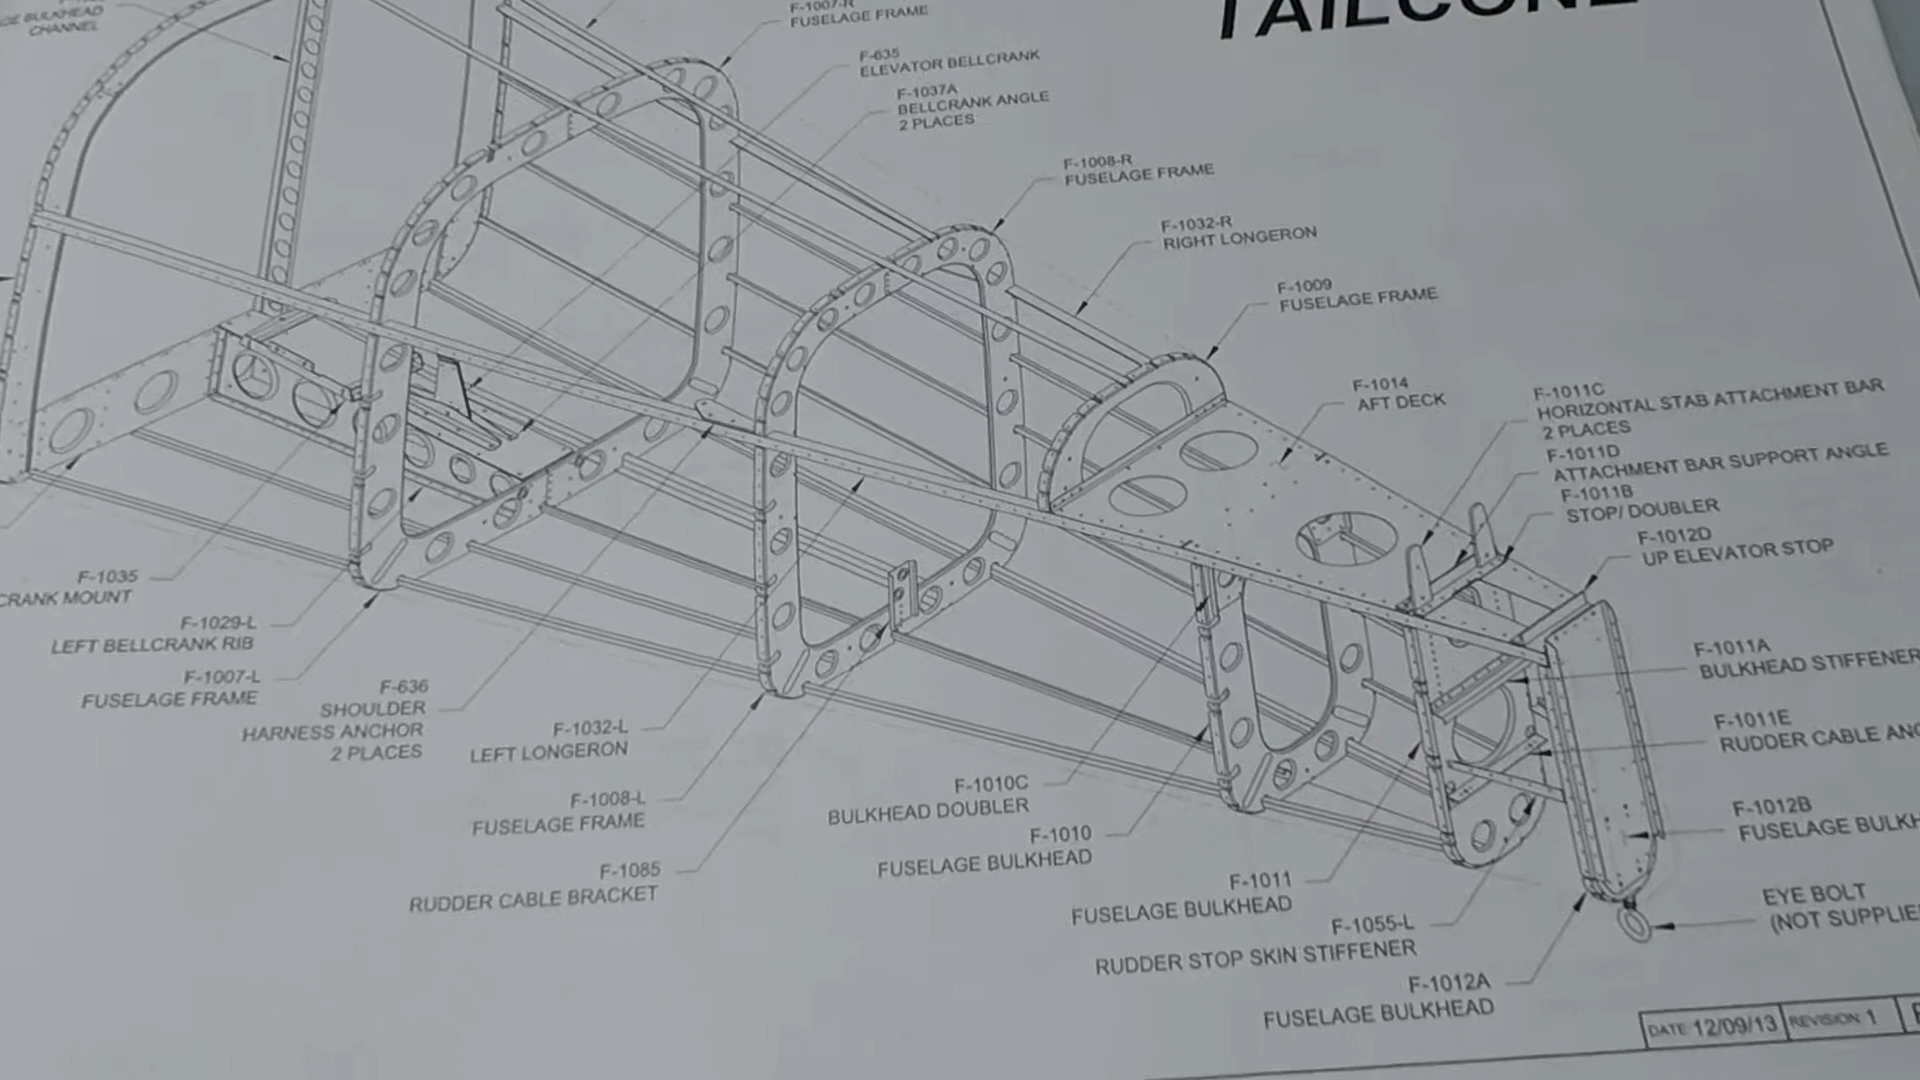 TAILCONE
BULKHEAD
CHANNEL
F-1007-R
FUSELAGE FRAME
F-635
ELEVATOR BELLCRANK
F-1037A
BELLCRANK ANGLE
2 PLACES
F-1008-R
FUSELAGE FRAME
F-1032-R
RIGHT LONGERON
F-1009
FUSELAGE FRAME
F-1014
AFT DECK
F-1011C
HORIZONTAL STAB ATTACHMENT BAR
2 PLACES
F-1011D
ATTACHMENT BAR SUPPORT ANGLE
F-1011B
STOP/ DOUBLER
F-1012D
UP ELEVATOR STOP
F-1011A
BULKHEAD STIFFENER
F-1011E
RUDDER CABLE ANG
F-1012B
FUSELAGE BULKH
EYE BOLT
(NOT SUPPLIE
F-1035
CRANK MOUNT
F-1029-L
LEFT BELLCRANK RIB
F-1007-L
FUSELAGE FRAME
F-636
SHOULDER
HARNESS ANCHOR
2 PLACES
F-1032-L
LEFT LONGERON
F-1008-L
FUSELAGE FRAME
F-1085
RUDDER CABLE BRACKET
F-1010C
BULKHEAD DOUBLER
F-1010
FUSELAGE BULKHEAD
F-1011
FUSELAGE BULKHEAD
F-1055-L
RUDDER STOP SKIN STIFFENER
F-1012A
FUSELAGE BULKHEAD
DATE 12/09/13 REVISION 1